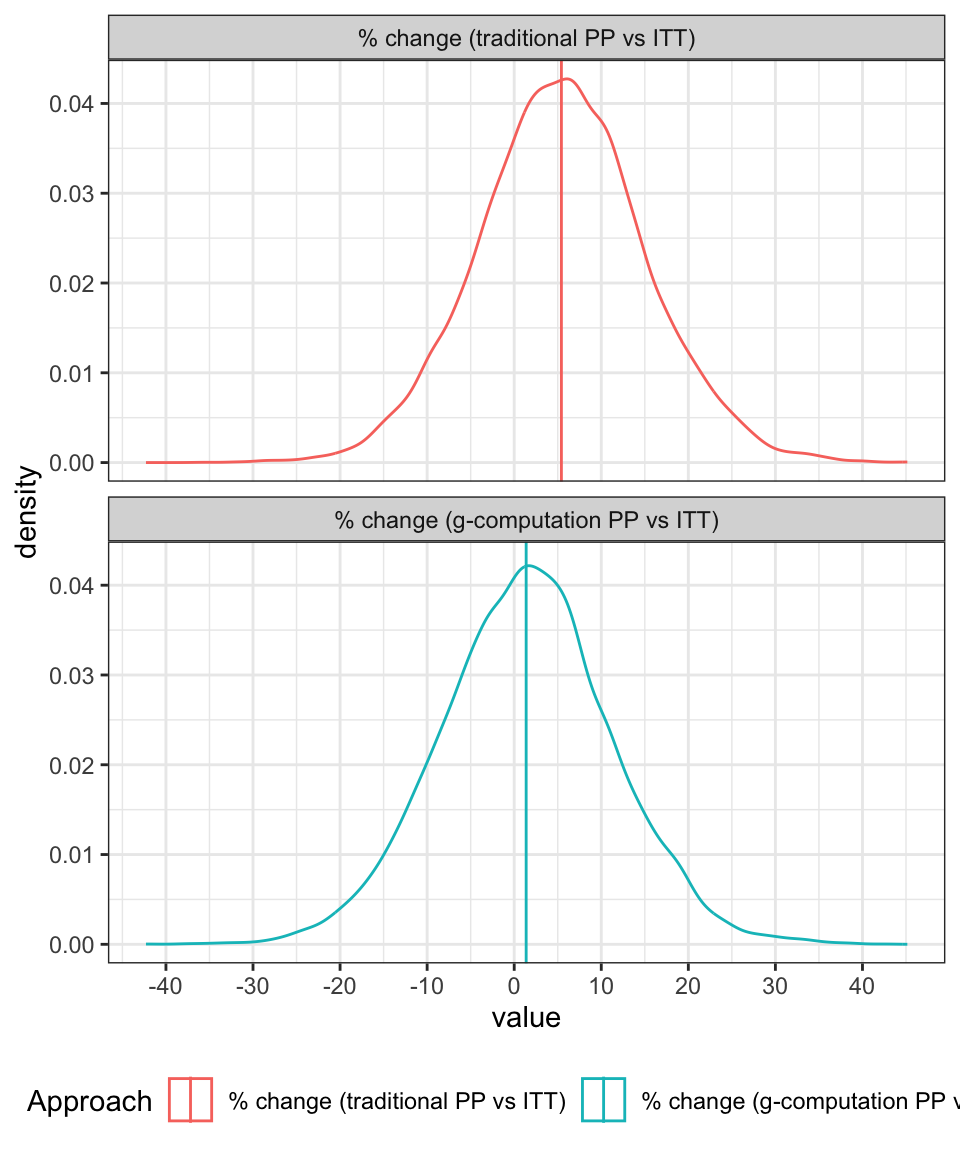 % change (traditional PP vs ITT)
0.04
0.03
0.02
0.01
0.00
density
% change (g-computation PP vs ITT)
0.04
0.03
0.02
0.01
0.00
-40 -30 -20 -10 0 10 20 30 40
value
Approach % change (traditional PP vs ITT) % change (g-computation PP